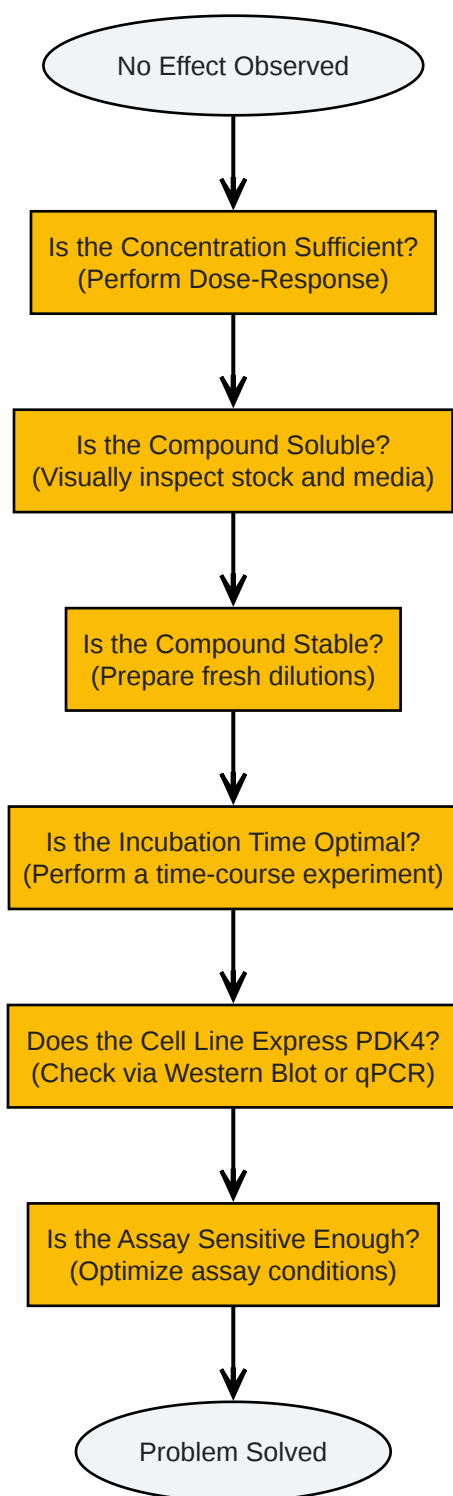 No Effect Observed
Is the Concentration Sufficient?
(Perform Dose-Response)
Is the Compound Soluble?
(Visually inspect stock and media)
Is the Compound Stable?
(Prepare fresh dilutions)
Is the Incubation Time Optimal?
(Perform a time-course experiment)
Does the Cell Line Express PDK4?
(Check via Western Blot or qPCR)
Is the Assay Sensitive Enough?
(Optimize assay conditions)
Problem Solved